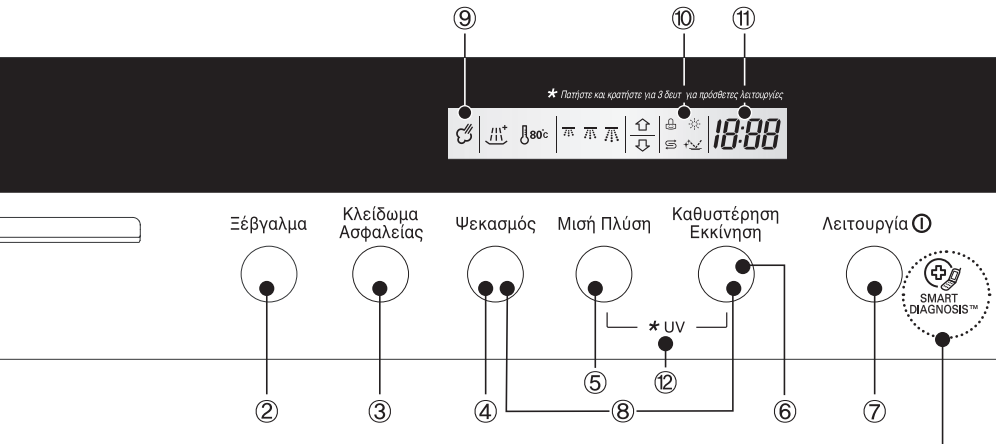 ⑨ ⑩ ⑪
* Πατήστε και κρατήστε για 3 δευτ για πρόσθετες λειτουργίες
80°c 18:88
Ξέβγαλμα
Κλείδωμα
Ασφαλείας
Ψεκασμός
Μισή Πλύση
Καθυστέρηση
Εκκίνηση
Λειτουργία
SMART
DIAGNOSIS™
* UV
② ③ ④ ⑤ ⑧ ⑫ ⑥ ⑦